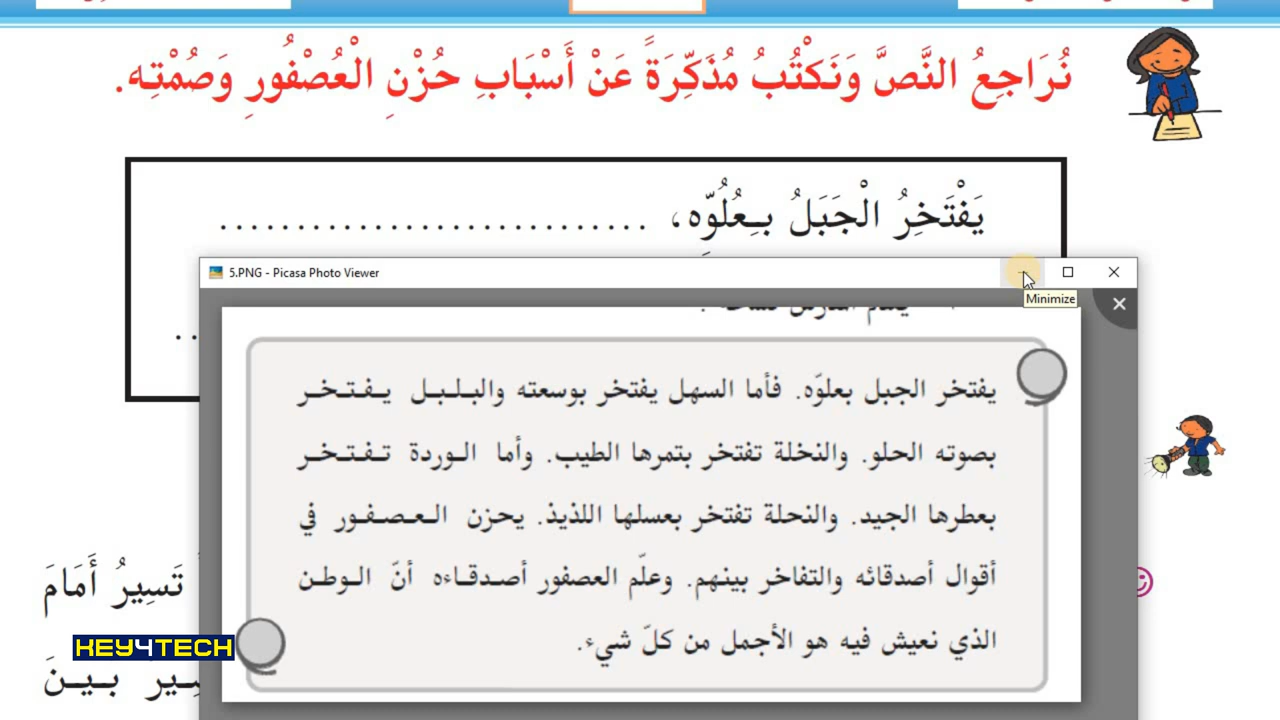 نُرَاجِعُ النَّصَّ وَنَكْتُبُ مُذَكِّرَةً عَنْ أَسْبَابِ حُزْنِ الْعُصْفُورِ وَصُمْتِه.
يَفْتَخِرُ الْجَبَلُ بِعُلُوِّه، ............................
5.PNG - Picasa Photo Viewer
Minimize
يفتخر الجبل بعلوّه. فأما السهل يفتخر بوسعته والبلبل يفتخر
بصوته الحلو. والنخلة تفتخر بتمرها الطيب. وأما الوردة تفتخر
بعطرها الجيد. والنحلة تفتخر بعسلها اللذيذ. يحزن العصفور في
أقوال أصدقائه والتفاخر بينهم. وعلّم العصفور أصدقاءه أنّ الوطن
الذي نعيش فيه هو الأجمل من كلّ شيء.
تَسِيرُ أَمَامَ
KEY4TECH
بَيْنَ